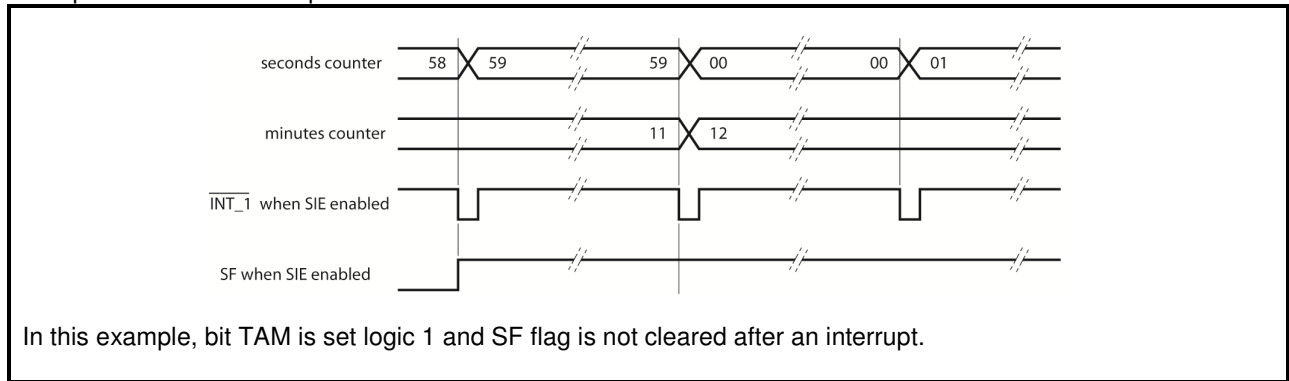 seconds counter 58 59 59 00 00 01
minutes counter 11 12
INT_1 when SIE enabled
SF when SIE enabled
In this example, bit TAM is set logic 1 and SF flag is not cleared after an interrupt.